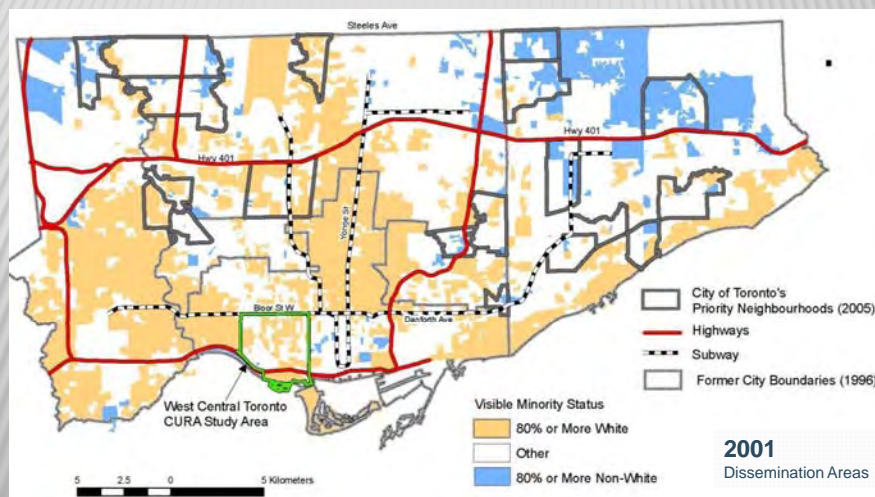 Steeles Ave
Hwy 401
Hwy 401
Yonge St
Bloor St W
Danforth Ave
West Central Toronto
CURA Study Area
City of Toronto's
Priority Neighbourhoods (2005)
Highways
Subway
Former City Boundaries (1996)
Visible Minority Status
80% or More White
Other
80% or More Non-White
2001
Dissemination Areas
5 2.5 0 5 Kilometers